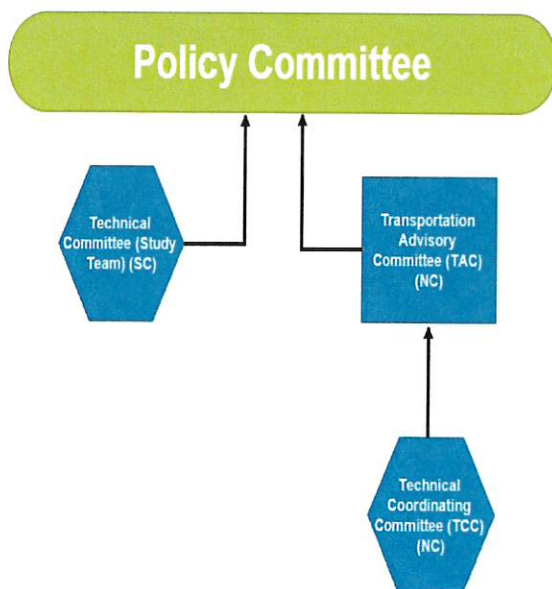 Policy Committee
Technical
Committee (Study
Team) (SC)
Transportation
Advisory
Committee (TAC)
(NC)
Technical
Coordinating
Committee (TCC)
(NC)